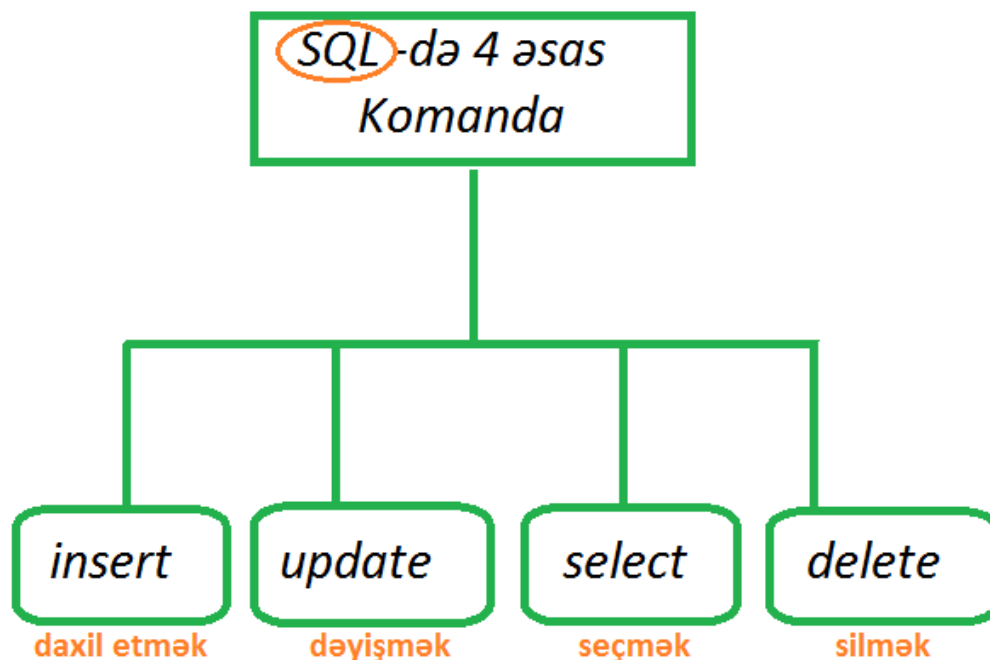 SQL-də 4 əsas
Komanda
insert
update
select
delete
daxil etmək
dəyişmək
seçmək
silmək